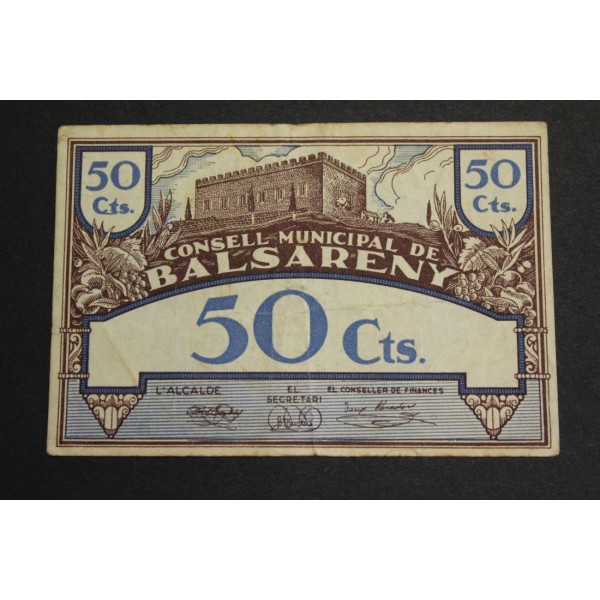 50
Cts.
50
Cts.
CONSELL MUNICIPAL DE
BALSARENY
50 Cts.
L'ALCALDE
EL
SECRETARI
EL CONSELLER DE FINANCES